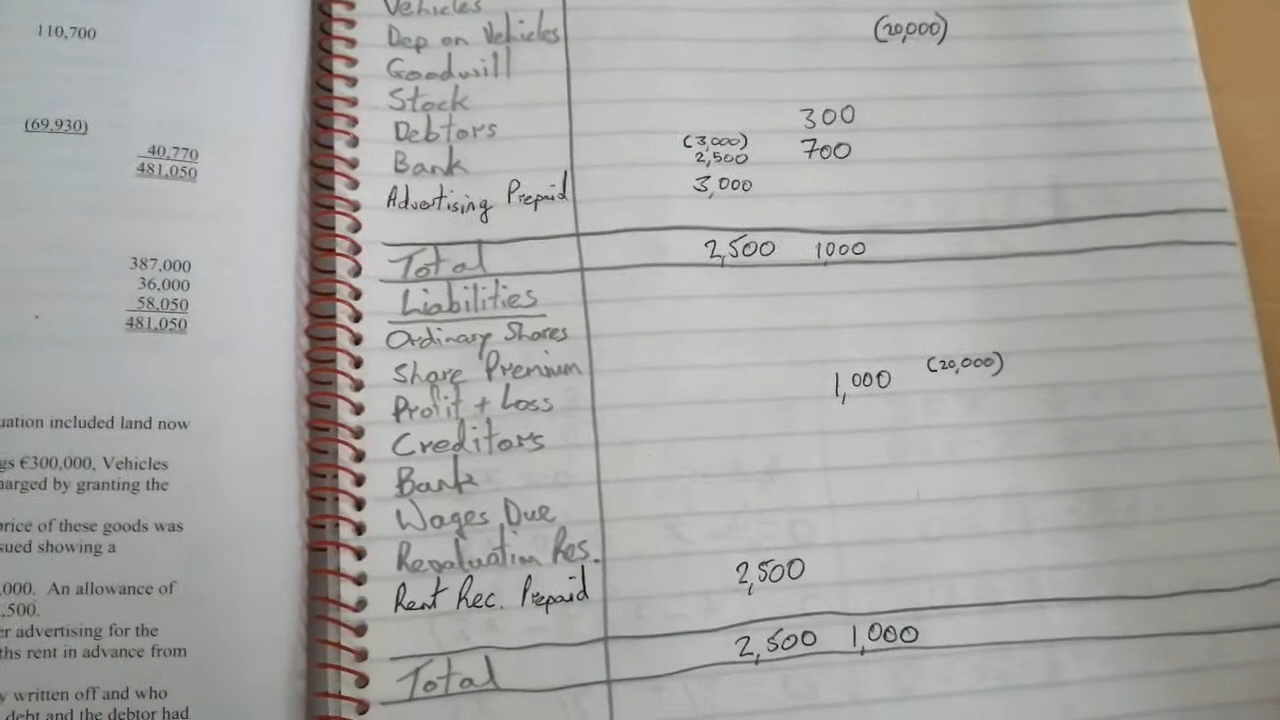 110,700
(69,930)
40,770
481,050
387,000
36,000
58,050
481,050
uation included land now
gs €300,000, Vehicles
harged by granting the
price of these goods was
sued showing a
,000. An allowance of
,500.
er advertising for the
ths rent in advance from
y written off and who
debt and the debtor had
Vehicles
Dep on Vehicles (20,000)
Goodwill
Stock
Debtors 300
Bank (3,000) 2,500 700
Advertising Prepaid 3,000
Total 2,500 1000
Liabilities
Ordinary Shares
Share Premium
Profit + Loss 1,000 (20,000)
Creditors
Bank
Wages Due
Revaluation Res.
Rent Rec. Prepaid 2,500
Total 2,500 1,000